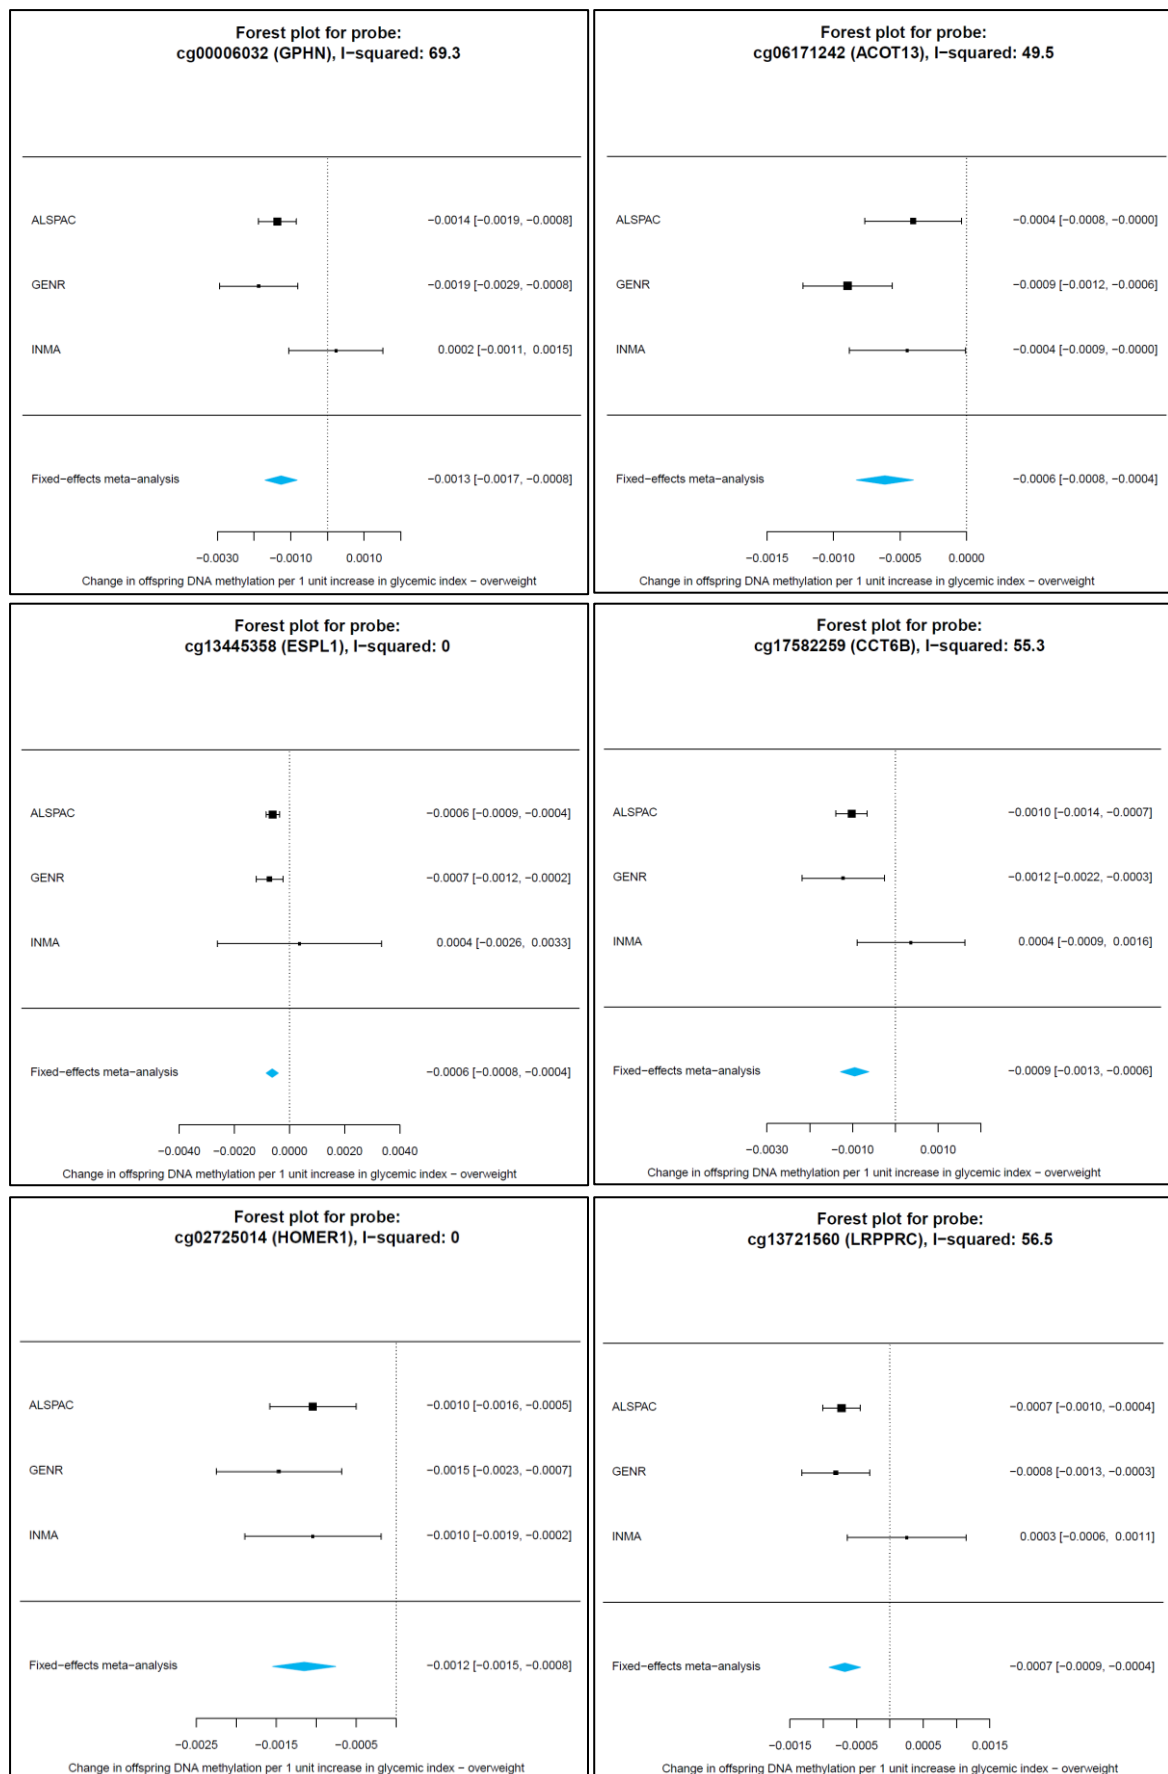 Forest plot for probe:
cg00006032 (GPHN), I−squared: 69.3
ALSPAC −0.0014 [−0.0019, −0.0008]
GENR −0.0019 [−0.0029, −0.0008]
INMA 0.0002 [−0.0011, 0.0015]
Fixed−effects meta−analysis −0.0013 [−0.0017, −0.0008]
−0.0030 −0.0010 0.0010
Change in offspring DNA methylation per 1 unit increase in glycemic index − overweight
Forest plot for probe:
cg06171242 (ACOT13), I−squared: 49.5
ALSPAC −0.0004 [−0.0008, −0.0000]
GENR −0.0009 [−0.0012, −0.0006]
INMA −0.0004 [−0.0009, −0.0000]
Fixed−effects meta−analysis −0.0006 [−0.0008, −0.0004]
−0.0015 −0.0010 −0.0005 0.0000
Change in offspring DNA methylation per 1 unit increase in glycemic index − overweight
Forest plot for probe:
cg13445358 (ESPL1), I−squared: 0
ALSPAC −0.0006 [−0.0009, −0.0004]
GENR −0.0007 [−0.0012, −0.0002]
INMA 0.0004 [−0.0026, 0.0033]
Fixed−effects meta−analysis −0.0006 [−0.0008, −0.0004]
−0.0040 −0.0020 0.0000 0.0020 0.0040
Change in offspring DNA methylation per 1 unit increase in glycemic index − overweight
Forest plot for probe:
cg17582259 (CCT6B), I−squared: 55.3
ALSPAC −0.0010 [−0.0014, −0.0007]
GENR −0.0012 [−0.0022, −0.0003]
INMA 0.0004 [−0.0009, 0.0016]
Fixed−effects meta−analysis −0.0009 [−0.0013, −0.0006]
−0.0030 −0.0010 0.0010
Change in offspring DNA methylation per 1 unit increase in glycemic index − overweight
Forest plot for probe:
cg02725014 (HOMER1), I−squared: 0
ALSPAC −0.0010 [−0.0016, −0.0005]
GENR −0.0015 [−0.0023, −0.0007]
INMA −0.0010 [−0.0019, −0.0002]
Fixed−effects meta−analysis −0.0012 [−0.0015, −0.0008]
−0.0025 −0.0015 −0.0005
Change in offspring DNA methylation per 1 unit increase in glycemic index − overweight
Forest plot for probe:
cg13721560 (LRPPRC), I−squared: 56.5
ALSPAC −0.0007 [−0.0010, −0.0004]
GENR −0.0008 [−0.0013, −0.0003]
INMA 0.0003 [−0.0006, 0.0011]
Fixed−effects meta−analysis −0.0007 [−0.0009, −0.0004]
−0.0015 −0.0005 0.0005 0.0015
Change in offspring DNA methylation per 1 unit increase in glycemic index − overweight